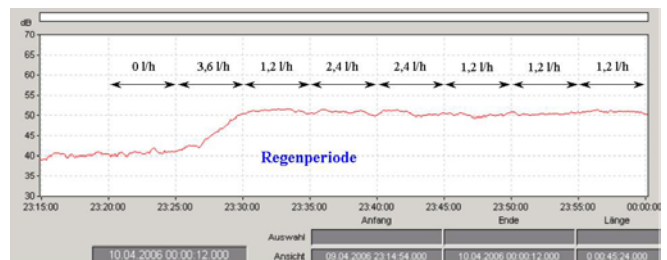 dB
70
65
60
55
50
45
40
35
30
0 l/h 3,6 l/h 1,2 l/h 2,4 l/h 2,4 l/h 1,2 l/h 1,2 l/h 1,2 l/h
Regenperiode
23:15:00 23:20:00 23:25:00 23:30:00 23:35:00 23:40:00 23:45:00 23:50:00 23:55:00 00:00:00
Anfang Ende Länge
Auswahl
10.04.2006 00:00:12.000 Ansicht 09.04.2006 23:14:54.000 10.04.2006 00:00:12.000 0 00:45:24.000